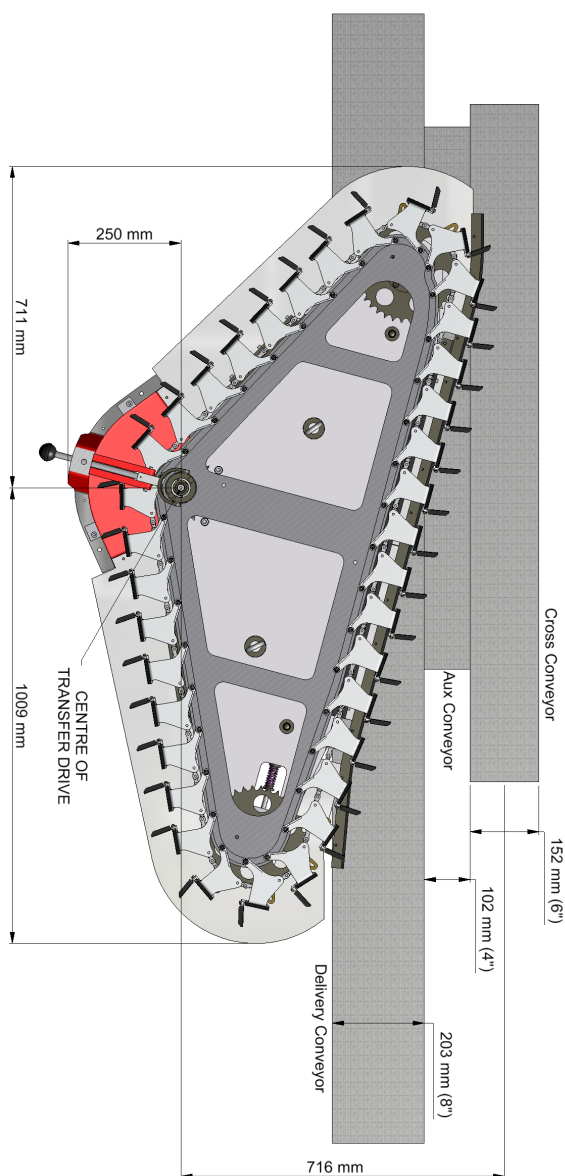 250 mm
711 mm
1009 mm
CENTRE OF
TRANSFER DRIVE
Cross Conveyor
Aux Conveyor
Delivery Conveyor
152 mm (6")
102 mm (4")
203 mm (8")
716 mm